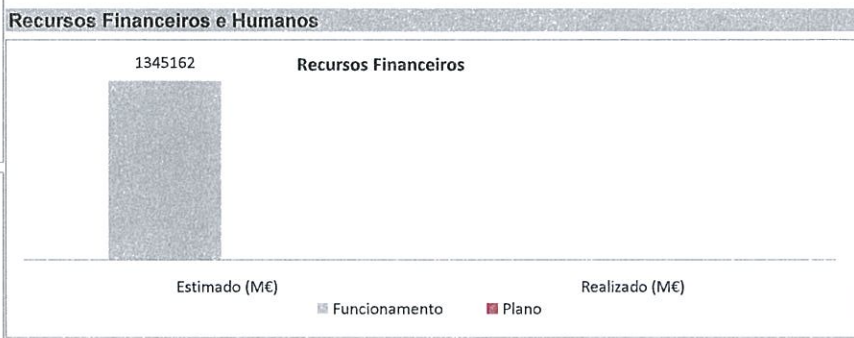 Recursos Financeiros e Humanos
1345162
Recursos Financeiros
Estimado (M€)
Realizado (M€)
Funcionamento
Plano